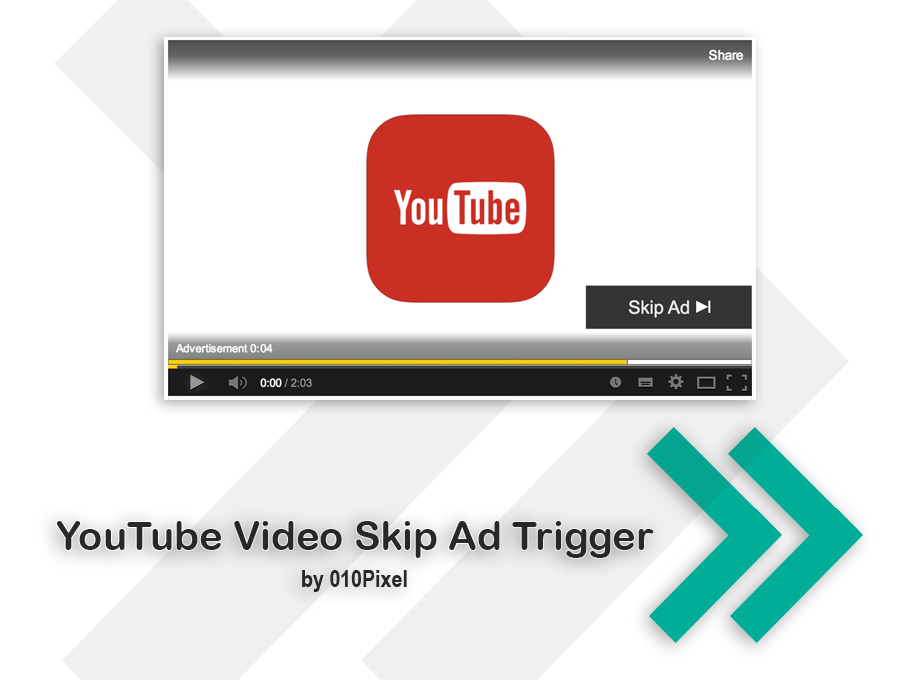 Share
YouTube
Skip Ad
Advertisement 0:04
0:00 / 2:03
YouTube Video Skip Ad Trigger
by 010Pixel